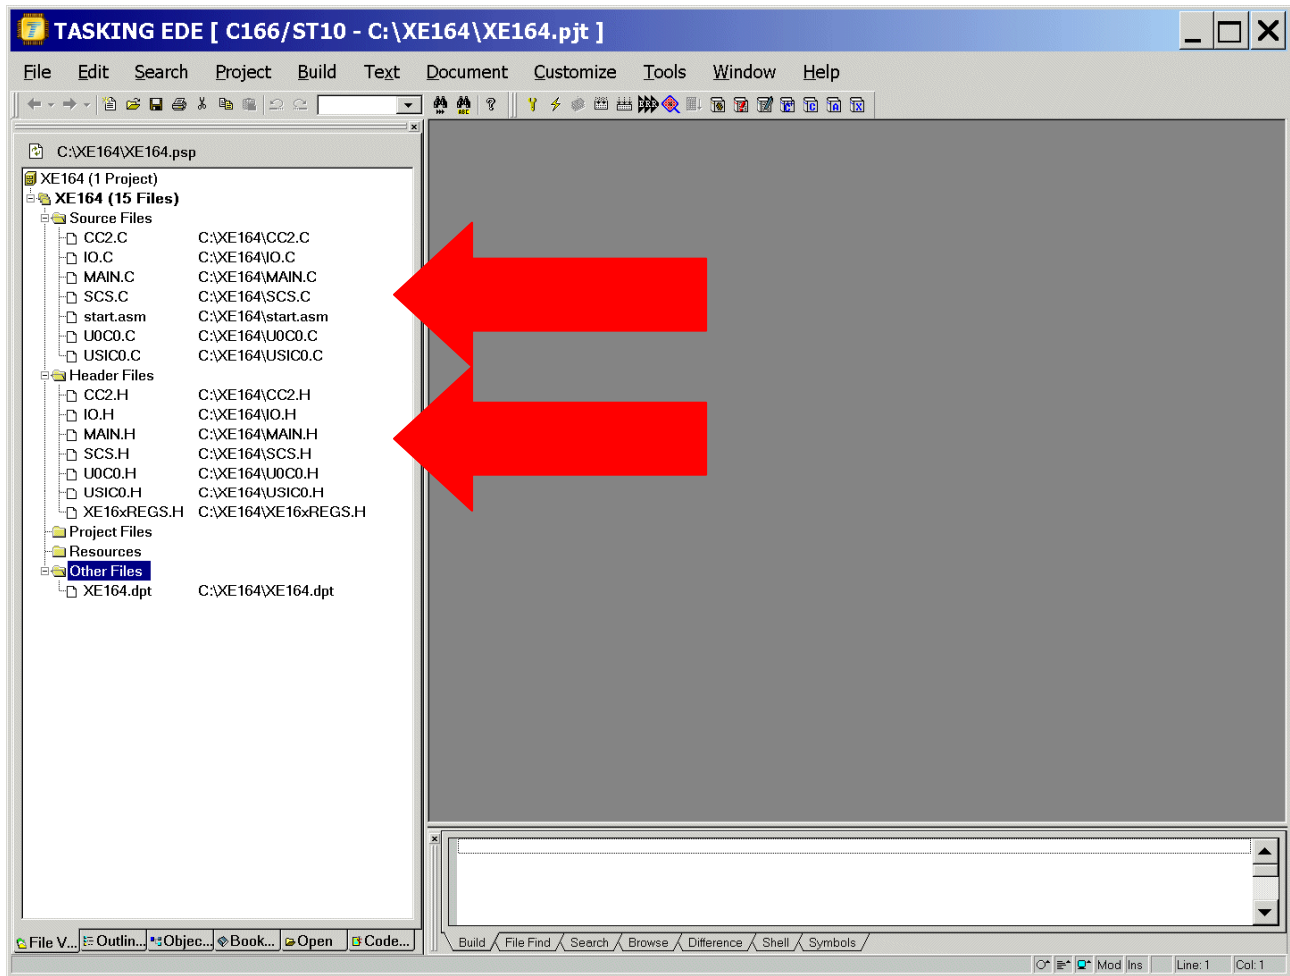 TASKING EDE [ C166/ST10 - C:\XE164\XE164.pjt ]
File Edit Search Project Build Text Document Customize Tools Window Help
C:\XE164\XE164.psp
XE164 (1 Project)
XE164 (15 Files)
Source Files
CC2.C C:\XE164\CC2.C
IO.C C:\XE164\IO.C
MAIN.C C:\XE164\MAIN.C
SCS.C C:\XE164\SCS.C
start.asm C:\XE164\start.asm
U0C0.C C:\XE164\U0C0.C
USIC0.C C:\XE164\USIC0.C
Header Files
CC2.H C:\XE164\CC2.H
IO.H C:\XE164\IO.H
MAIN.H C:\XE164\MAIN.H
SCS.H C:\XE164\SCS.H
U0C0.H C:\XE164\U0C0.H
USIC0.H C:\XE164\USIC0.H
XE16xREGS.H C:\XE164\XE16xREGS.H
Project Files
Resources
Other Files
XE164.dpt C:\XE164\XE164.dpt
File V... Outlin... Objec... Book... Open Code...
Build File Find Search Browse Difference Shell Symbols
Mod Ins Line: 1 Col: 1